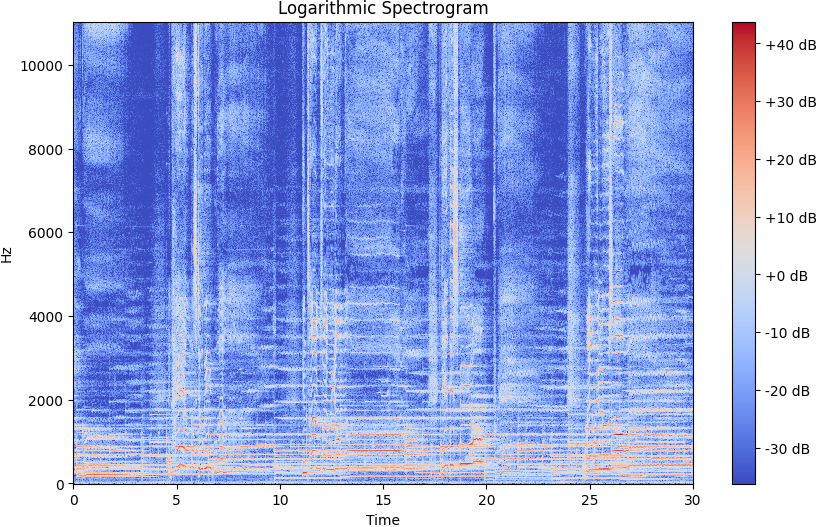 Logarithmic Spectrogram
Hz
10000
8000
6000
4000
2000
0
0 5 10 15 20 25 30
Time
+40 dB
+30 dB
+20 dB
+10 dB
+0 dB
-10 dB
-20 dB
-30 dB